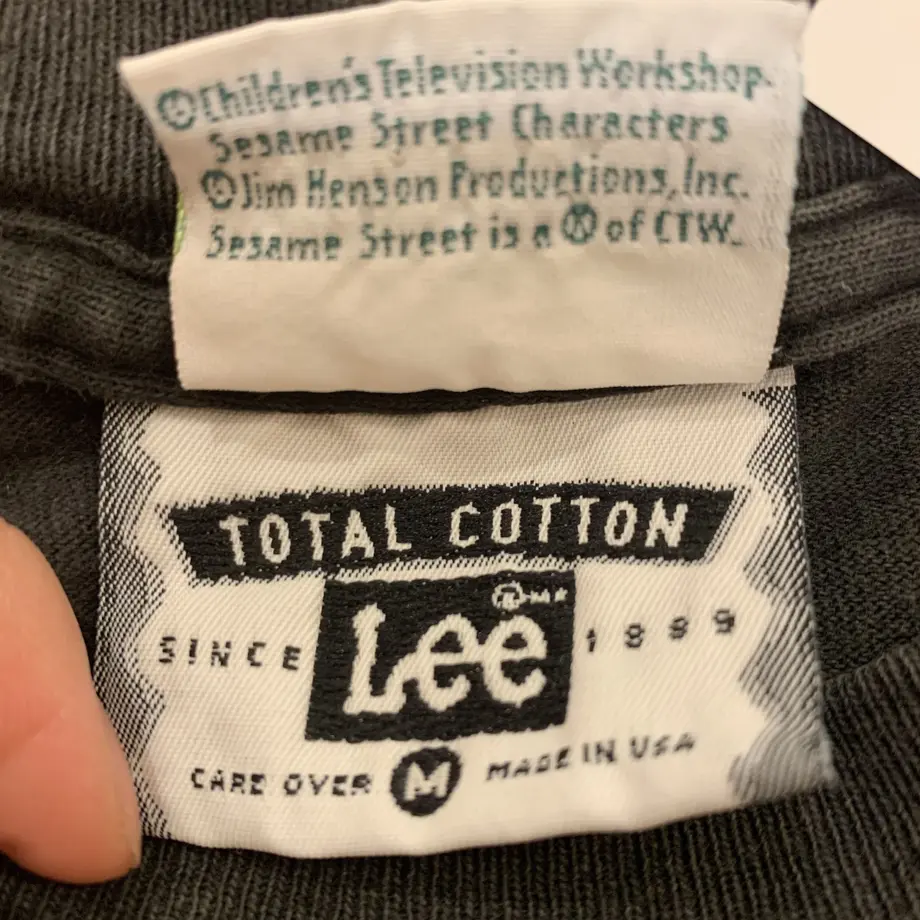 ©Children's Television Workshop.
Sesame Street Characters
©Jim Henson Productions, Inc.
Sesame Street is a ® of CTW.
TOTAL COTTON
Lee ® MR
SINCE 1889
CARE OVER M MADE IN USA